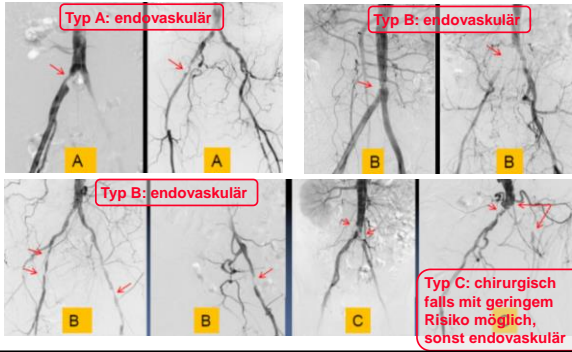 Typ A: endovaskulär
Typ B: endovaskulär
A
A
B
B
Typ B: endovaskulär
B
B
C
Typ C: chirurgisch
falls mit geringem
Risiko möglich,
sonst endovaskulär